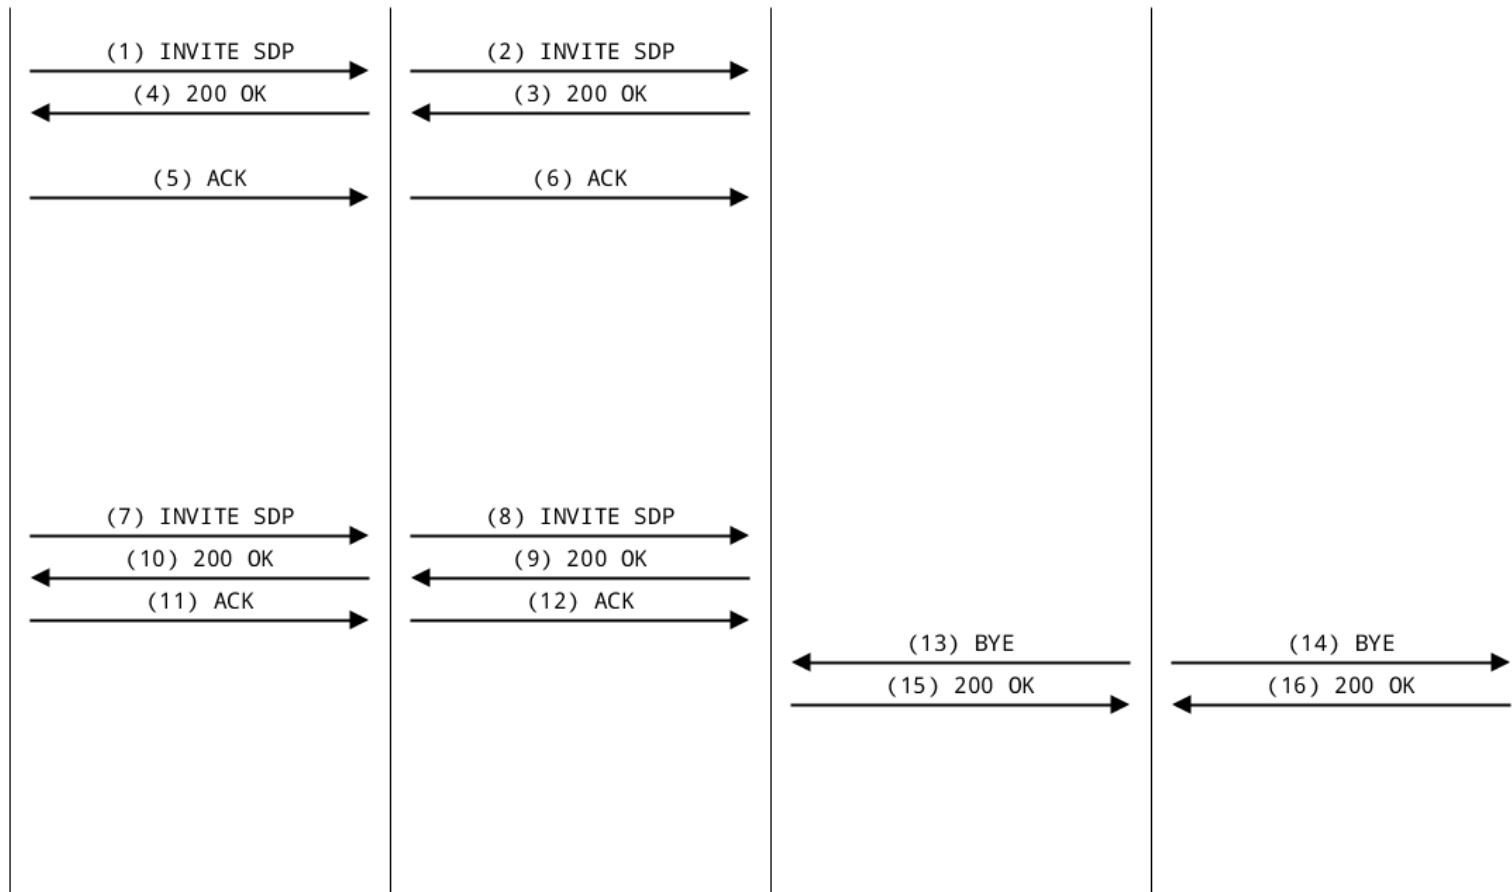 (1) INVITE SDP (2) INVITE SDP
(4) 200 OK (3) 200 OK
(5) ACK (6) ACK
(7) INVITE SDP (8) INVITE SDP
(10) 200 OK (9) 200 OK
(11) ACK (12) ACK
(13) BYE (14) BYE
(15) 200 OK (16) 200 OK